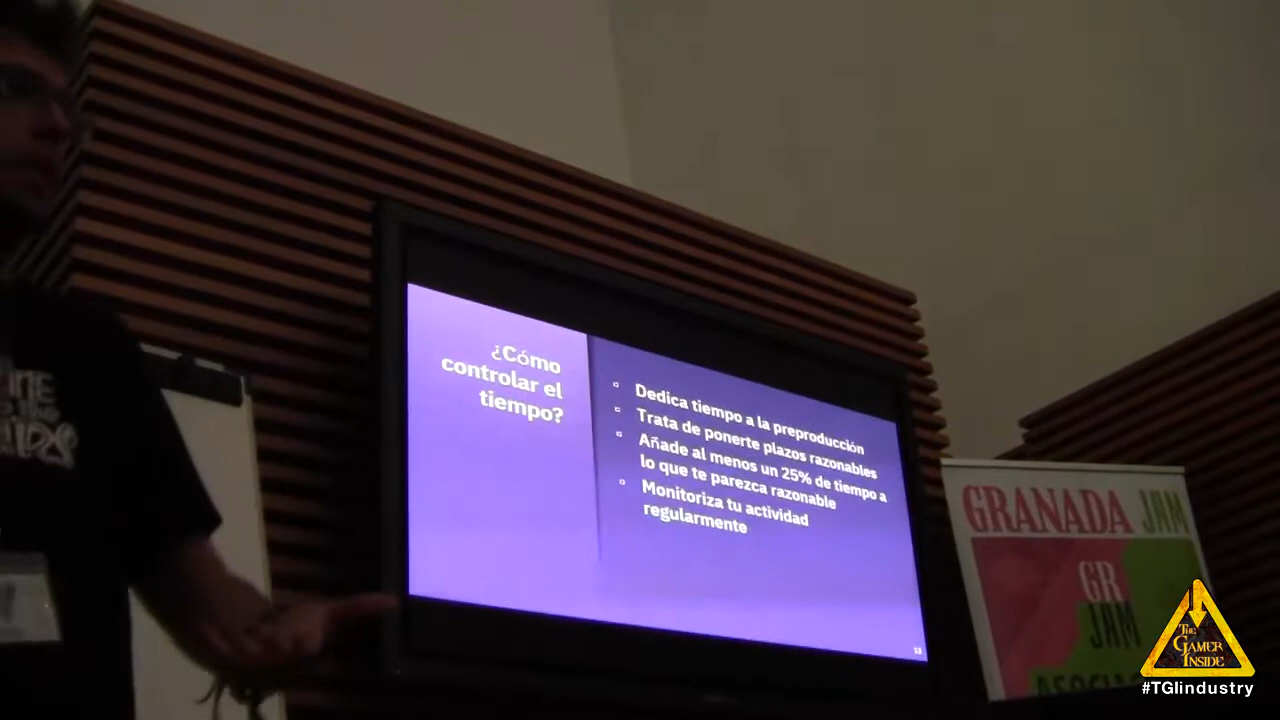 ¿Cómo
controlar el
tiempo?
▫ Dedica tiempo a la preproducción
▫ Trata de ponerte plazos razonables
▫ Añade al menos un 25% de tiempo a
lo que te parezca razonable
▫ Monitoriza tu actividad
regularmente
GRANADA JAM
GR
JAM
THE
GAMER
INSIDE
#TGIindustry